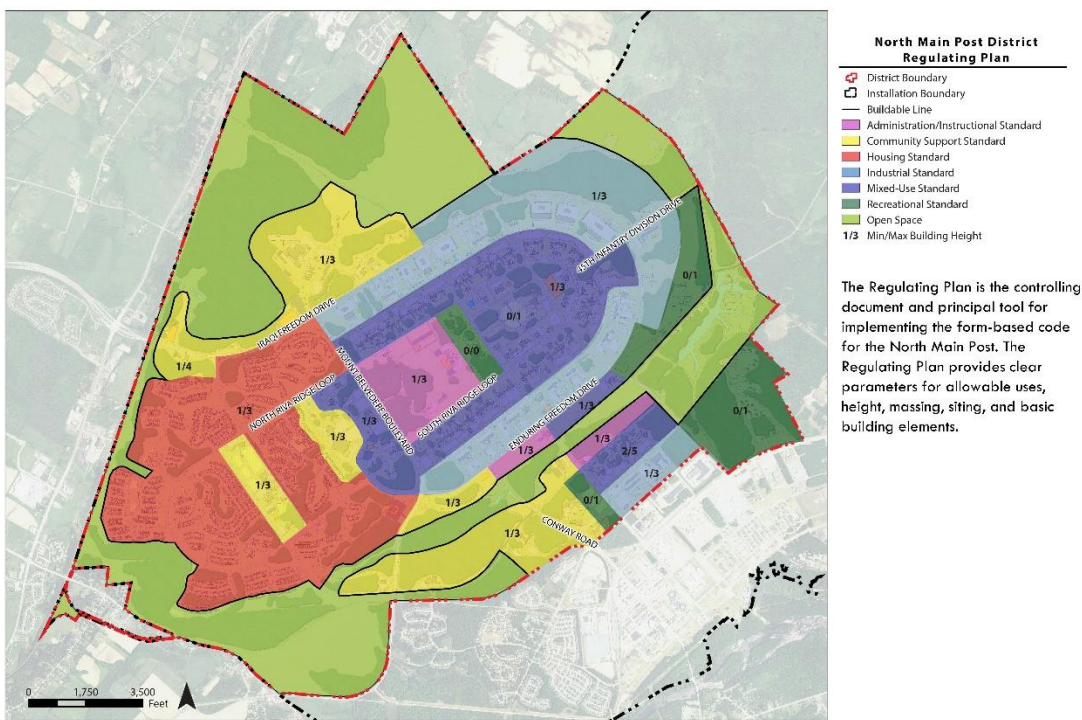 North Main Post District
Regulating Plan
District Boundary
Installation Boundary
Buildable Line
Administration/Instructional Standard
Community Support Standard
Housing Standard
Industrial Standard
Mixed-Use Standard
Recreational Standard
Open Space
1/3 Min/Max Building Height
The Regulating Plan is the controlling
document and principal tool for
implementing the form-based code
for the North Main Post. The
Regulating Plan provides clear
parameters for allowable uses,
height, massing, siting, and basic
building elements.
1/3
45TH INFANTRY DIVISION DRIVE
1/3
0/1
1/3
0/1
IRAQI FREEDOM DRIVE
0/0
1/4
1/3
MOUNT BELVEDERE BOULEVARD
NORTH RIVA RIDGE LOOP
SOUTH RIVA RIDGE LOOP
ENDURING FREEDOM DRIVE
1/3
1/3
1/3
1/3
0/1
1/3
1/3
1/3
2/5
1/3
1/3
1/3
0/1
CONWAY ROAD
0 1,750 3,500
Feet